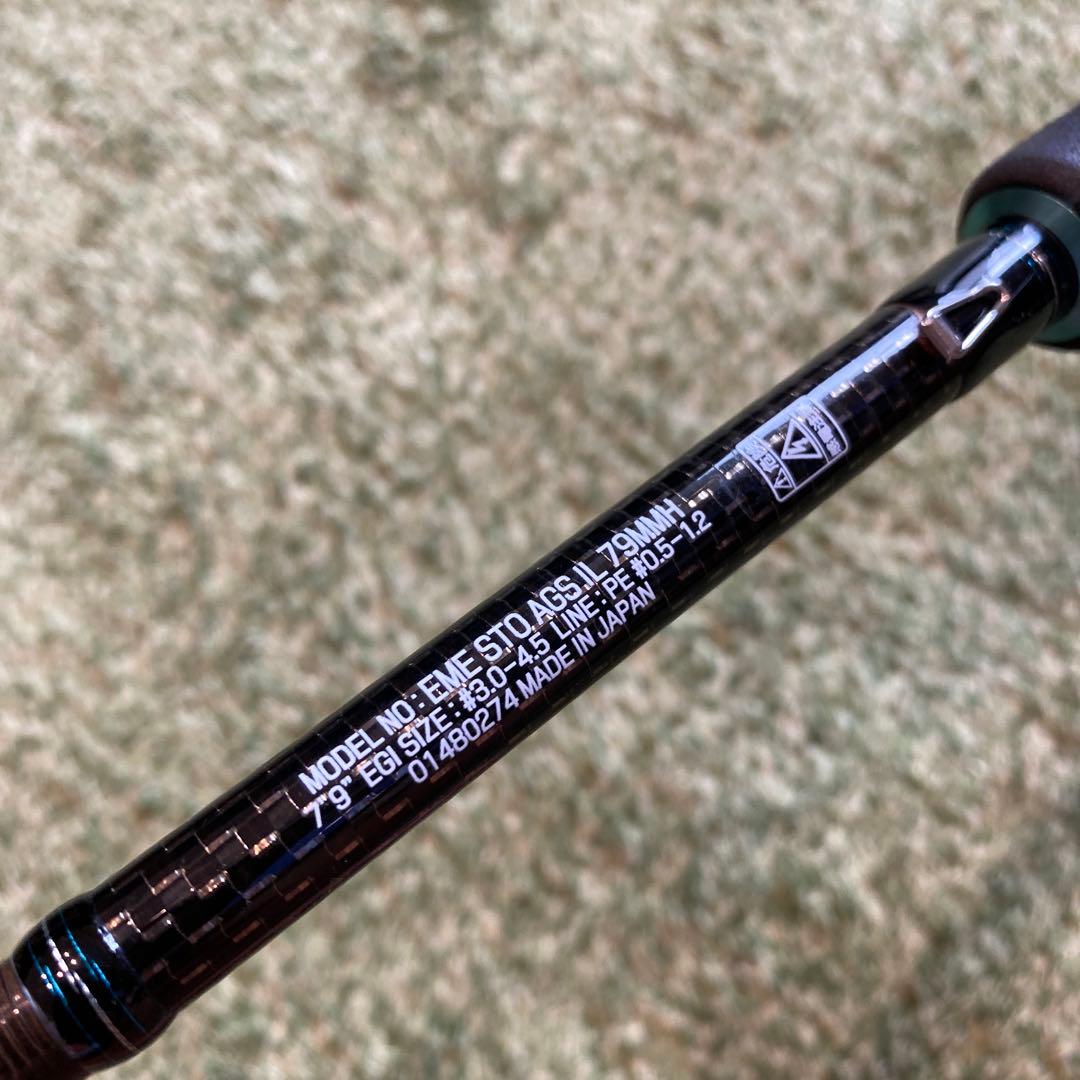 MODEL NO : EME STO.AGS.IL 79MMH
7"9" EGI SIZE : #3.0-4.5 LINE : PE #0.5-1.2
01480274 MADE IN JAPAN